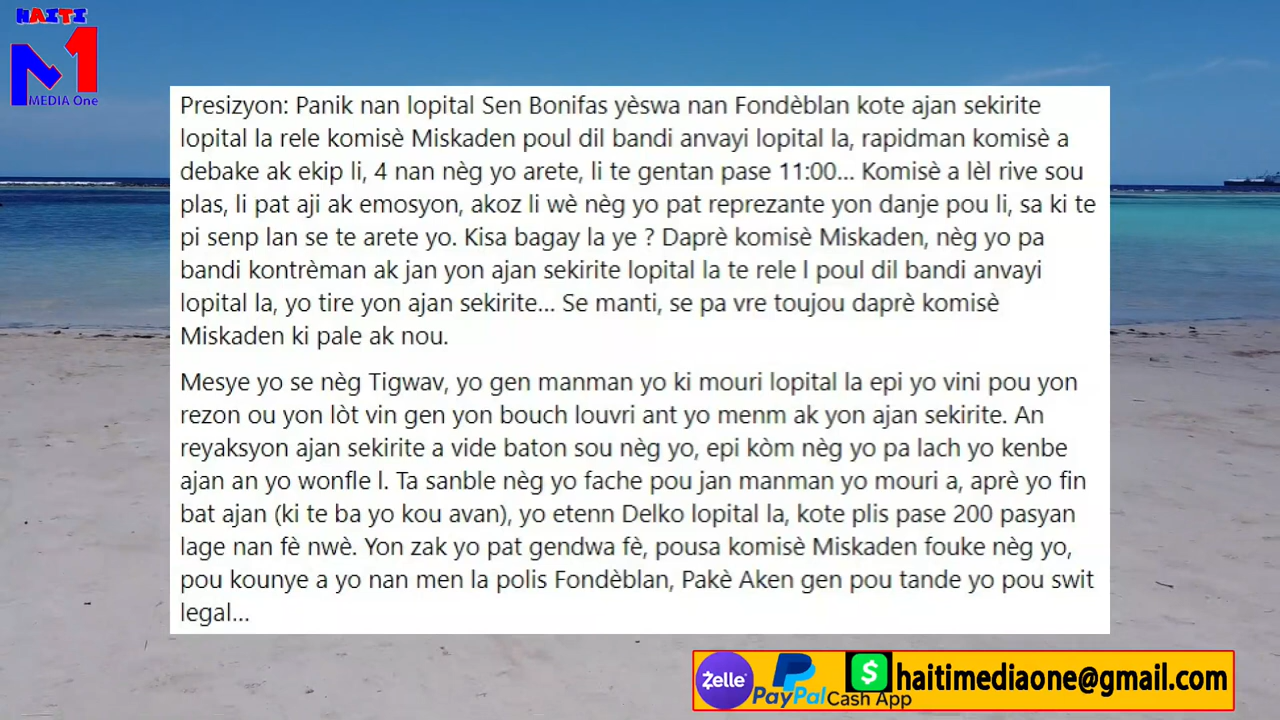 HAITI
M1
MEDIA One
Presizyon: Panik nan lopital Sen Bonifas yèswa nan Fondèblan kote ajan sekirite
lopital la rele komisè Miskaden poul dil bandi anvayi lopital la, rapidman komisè a
debake ak ekip li, 4 nan nèg yo arete, li te gentan pase 11:00... Komisè a lèl rive sou
plas, li pat aji ak emosyon, akoz li wè nèg yo pat reprezante yon danje pou li, sa ki te
pi senp lan se te arete yo. Kisa bagay la ye ? Daprè komisè Miskaden, nèg yo pa
bandi kontrèman ak jan yon ajan sekirite lopital la te rele l poul dil bandi anvayi
lopital la, yo tire yon ajan sekirite... Se manti, se pa vre toujou daprè komisè
Miskaden ki pale ak nou.
Mesye yo se nèg Tigwav, yo gen manman yo ki mouri lopital la epi yo vini pou yon
rezon ou yon lòt vin gen yon bouch louvri ant yo menm ak yon ajan sekirite. An
reyaksyon ajan sekirite a vide baton sou nèg yo, epi kòm nèg yo pa lach yo kenbe
ajan an yo wonfle l. Ta sanble nèg yo fache pou jan manman yo mouri a, aprè yo fin
bat ajan (ki te ba yo kou avan), yo etenn Delko lopital la, kote plis pase 200 pasyan
lage nan fè nwè. Yon zak yo pat gendwa fè, pousa komisè Miskaden fouke nèg yo,
pou kounye a yo nan men la polis Fondèblan, Pakè Aken gen pou tande yo pou swit
legal...
Zelle
PayPal
$
Cash App
haitimediaone@gmail.com